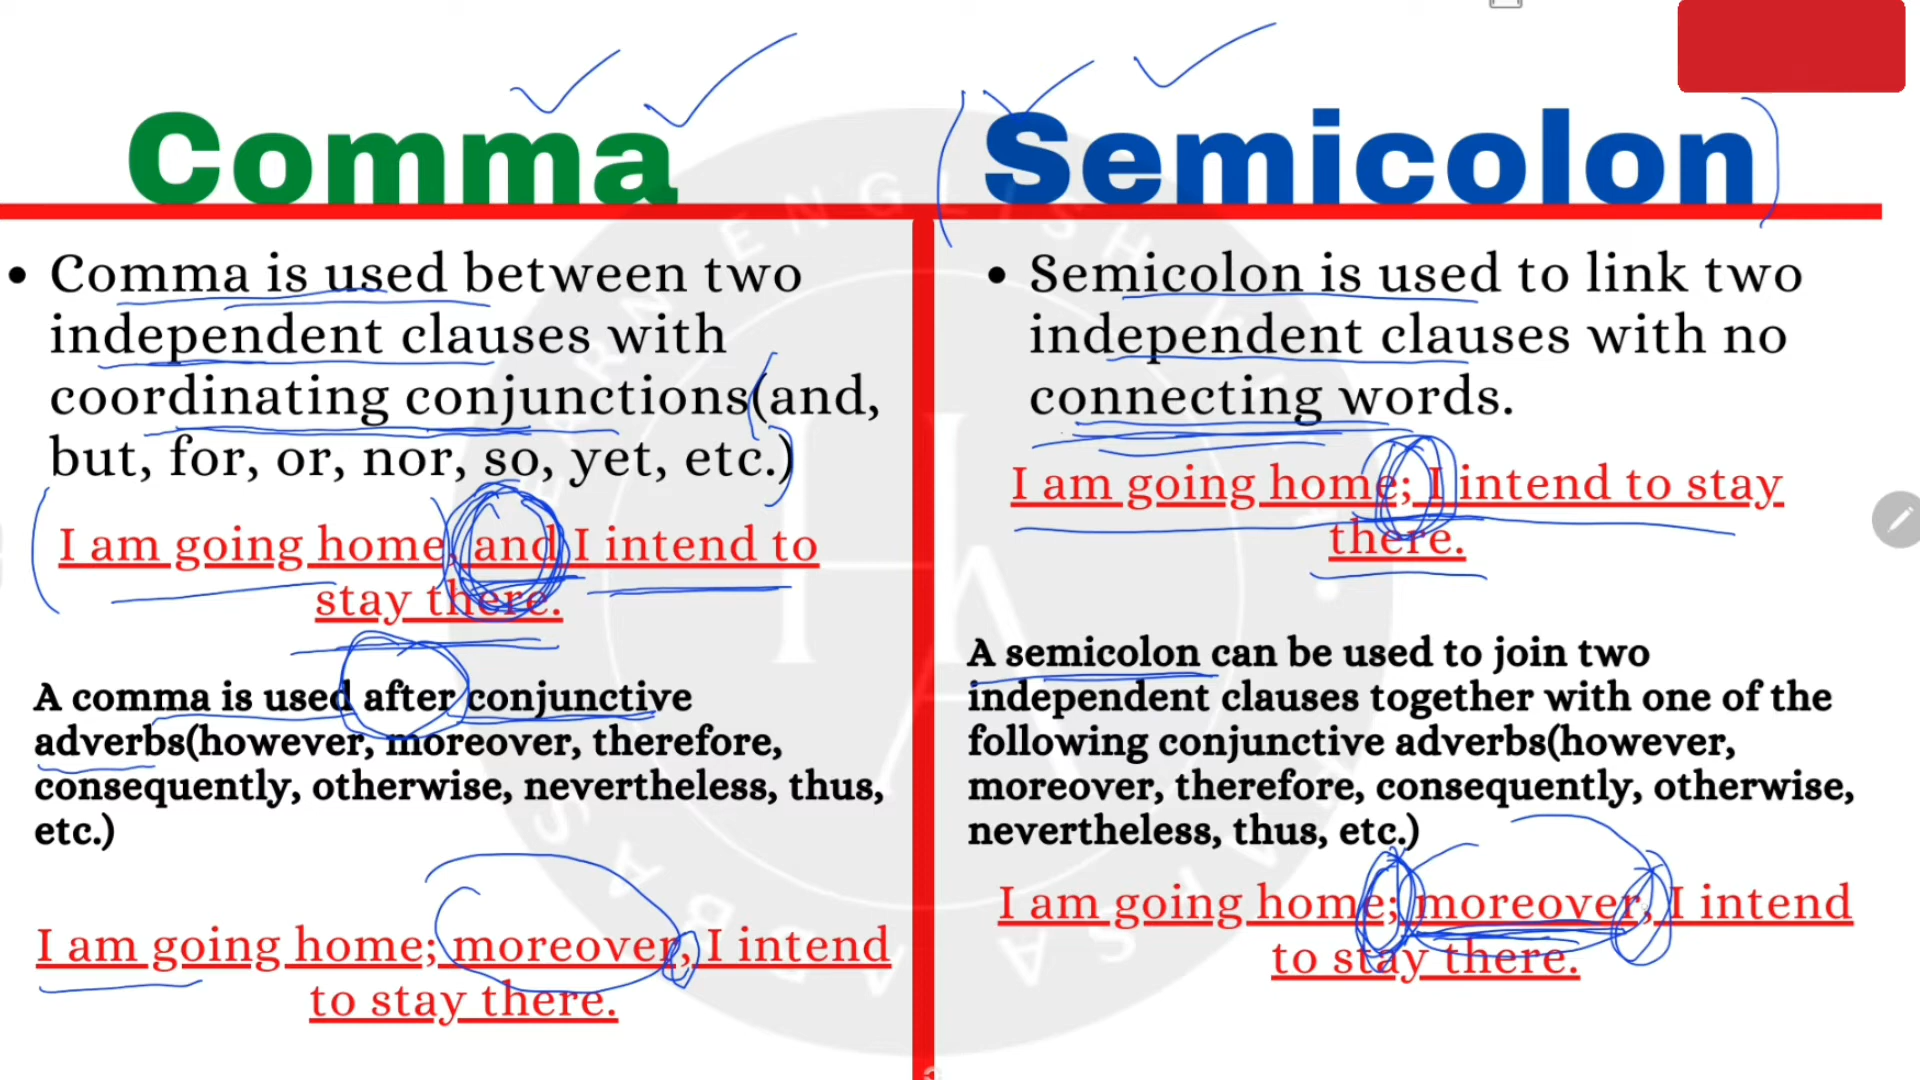 Comma
• Comma is used between two
independent clauses with
coordinating conjunctions(and,
but, for, or, nor, so, yet, etc.)
I am going home, and I intend to
stay there.
A comma is used after conjunctive
adverbs(however, moreover, therefore,
consequently, otherwise, nevertheless, thus,
etc.)
I am going home; moreover, I intend
to stay there.
Semicolon
• Semicolon is used to link two
independent clauses with no
connecting words.
I am going home; I intend to stay
there.
A semicolon can be used to join two
independent clauses together with one of the
following conjunctive adverbs(however,
moreover, therefore, consequently, otherwise,
nevertheless, thus, etc.)
I am going home; moreover, I intend
to stay there.